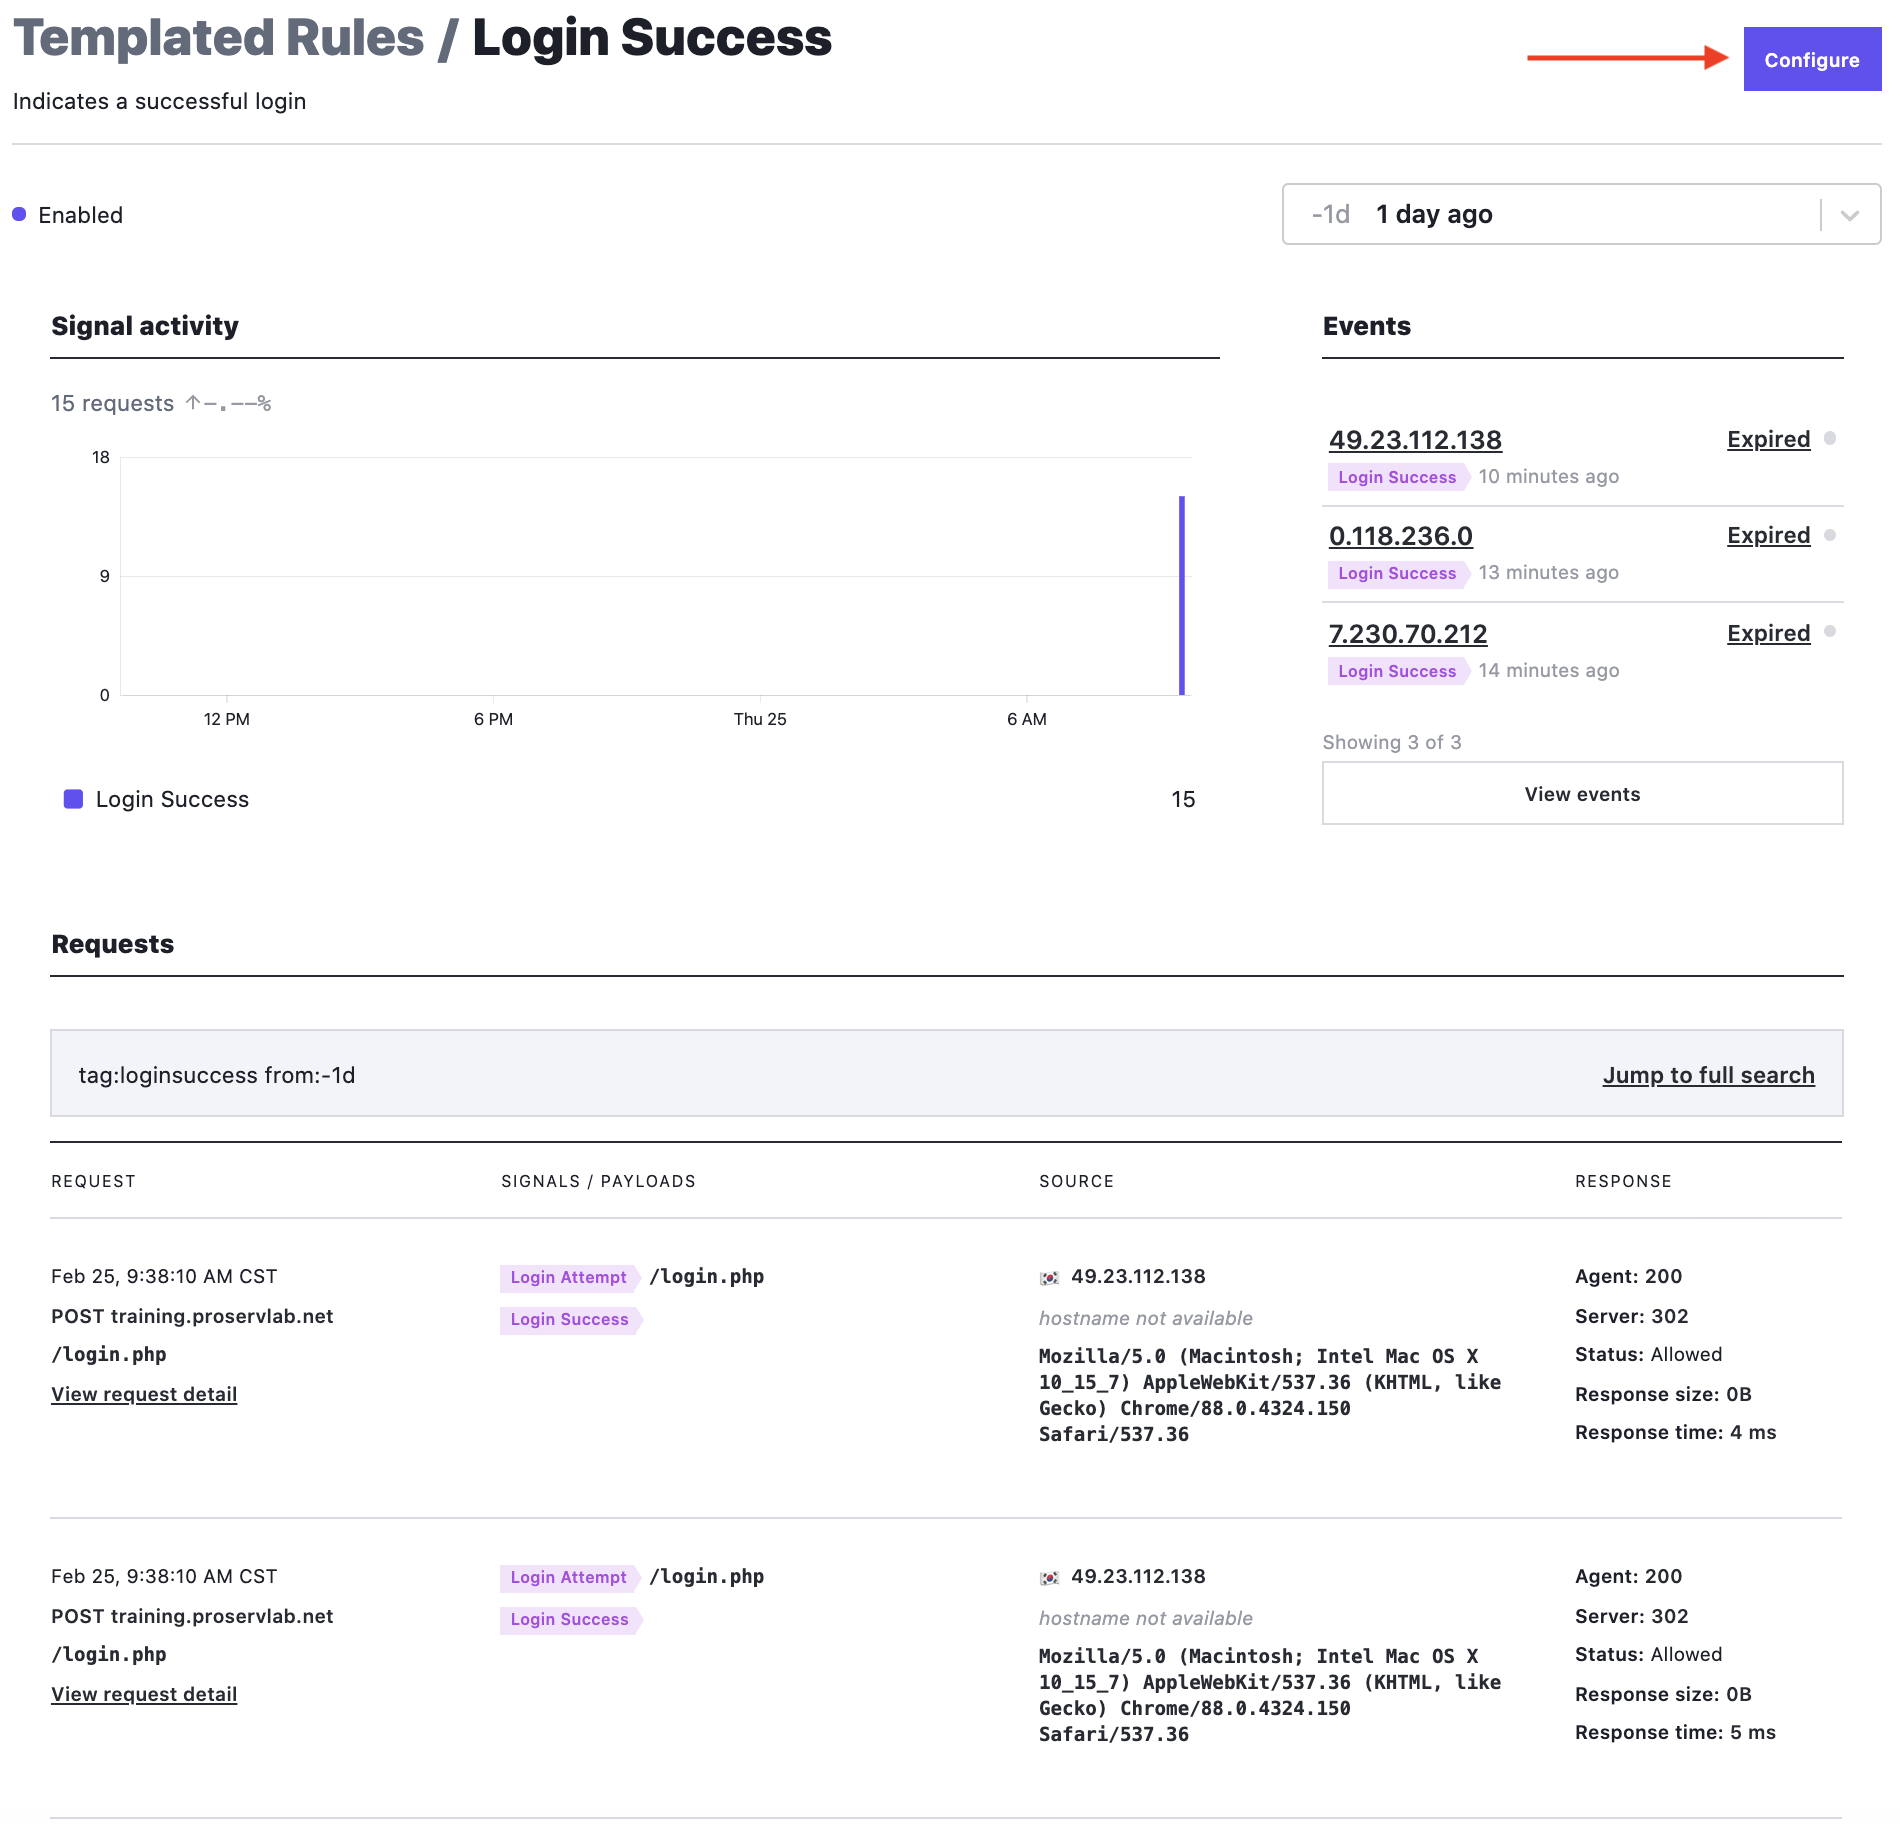 Templated Rules / Login Success
Configure
Indicates a successful login
Enabled
-1d 1 day ago
Signal activity
15 requests ↑–.––%
18
9
0
12 PM 6 PM Thu 25 6 AM
Login Success 15
Events
49.23.112.138 Expired
Login Success 10 minutes ago
0.118.236.0 Expired
Login Success 13 minutes ago
7.230.70.212 Expired
Login Success 14 minutes ago
Showing 3 of 3
View events
Requests
tag:loginsuccess from:-1d Jump to full search
REQUEST SIGNALS / PAYLOADS SOURCE RESPONSE
Feb 25, 9:38:10 AM CST
POST training.proservlab.net
/login.php
View request detail
Login Attempt /login.php
Login Success
49.23.112.138
hostname not available
Mozilla/5.0 (Macintosh; Intel Mac OS X
10_15_7) AppleWebKit/537.36 (KHTML, like
Gecko) Chrome/88.0.4324.150
Safari/537.36
Agent: 200
Server: 302
Status: Allowed
Response size: 0B
Response time: 4 ms
Feb 25, 9:38:10 AM CST
POST training.proservlab.net
/login.php
View request detail
Login Attempt /login.php
Login Success
49.23.112.138
hostname not available
Mozilla/5.0 (Macintosh; Intel Mac OS X
10_15_7) AppleWebKit/537.36 (KHTML, like
Gecko) Chrome/88.0.4324.150
Safari/537.36
Agent: 200
Server: 302
Status: Allowed
Response size: 0B
Response time: 5 ms